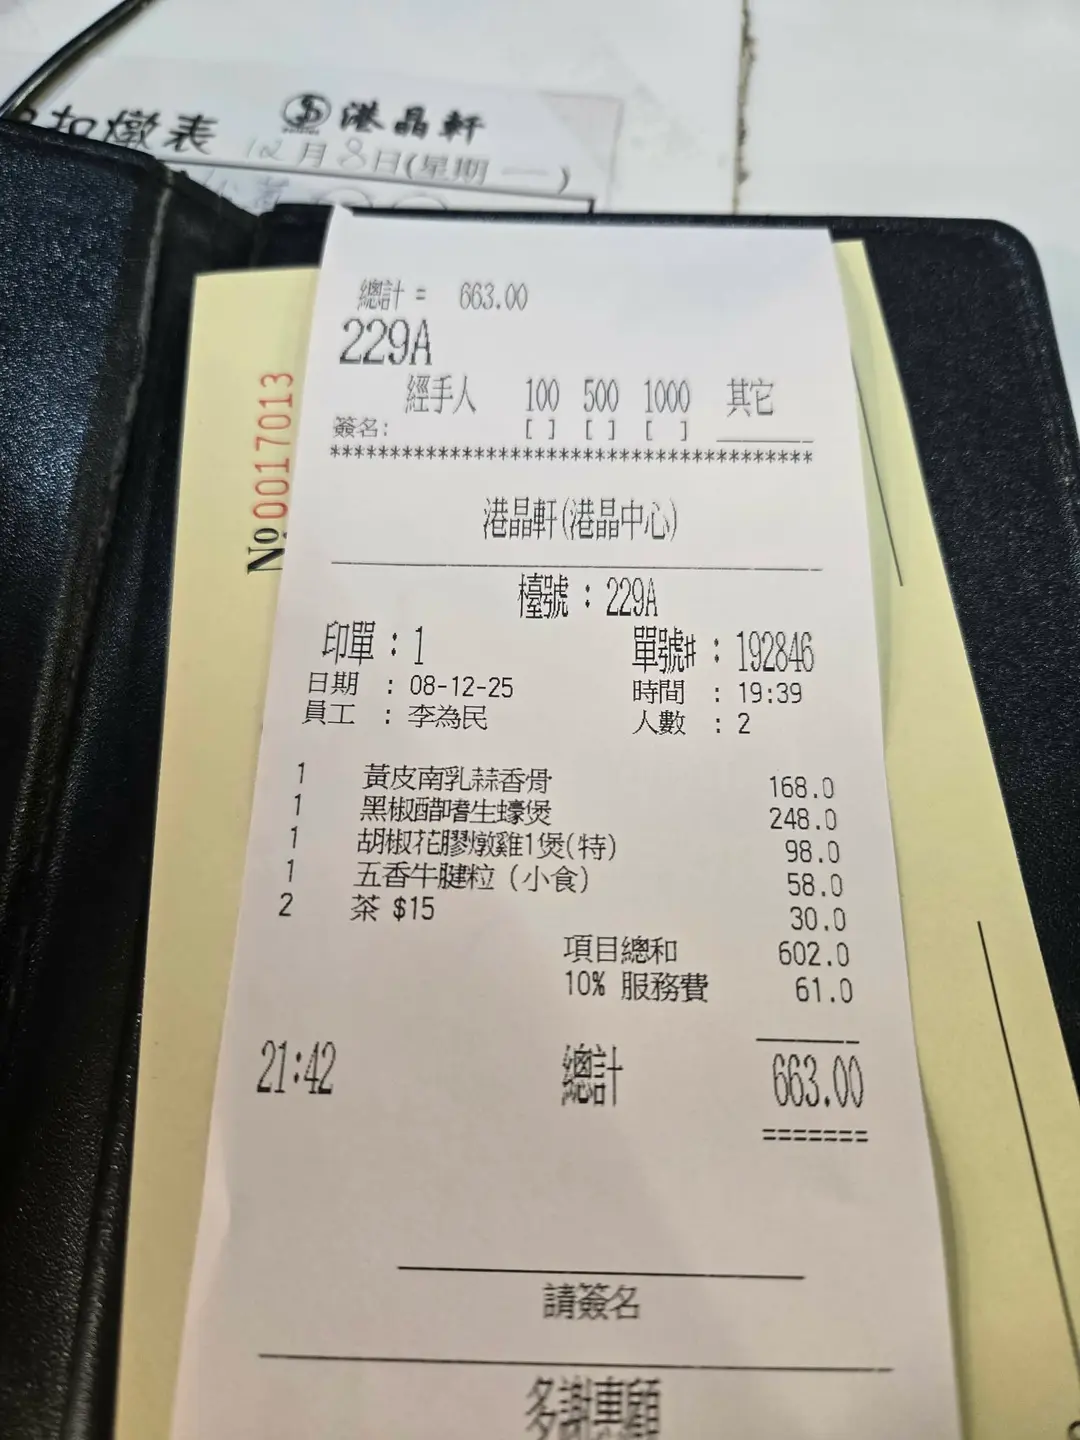 加燉表 港晶軒
12月8日(星期一)
總計 = 663.00
229A
經手人 100 500 1000 其它
簽名: [ ] [ ] [ ] ________
****************************************
№ 0017013
港晶軒(港晶中心)
檯號 : 229A
印單 : 1 單號# : 192846
日期 : 08-12-25 時間 : 19:39
員工 : 李為民 人數 : 2
1 黃皮南乳蒜香骨 168.0
1 黑椒醋嗜生蠔煲 248.0
1 胡椒花膠燉雞1煲(特) 98.0
1 五香牛腱粒 (小食) 58.0
2 茶 $15 30.0
項目總和 602.0
10% 服務費 61.0
21:42 總計 663.00
=======
請簽名
多謝惠顧